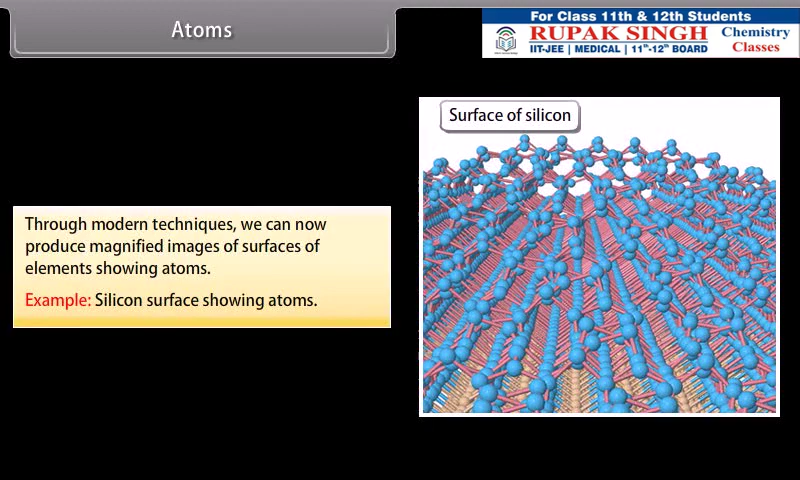 Atoms
For Class 11th & 12th Students
RUPAK SINGH
IIT-JEE | MEDICAL | 11ᵗʰ-12ᵗʰ BOARD
Chemistry
Classes
Surface of silicon
Through modern techniques, we can now
produce magnified images of surfaces of
elements showing atoms.
Example: Silicon surface showing atoms.